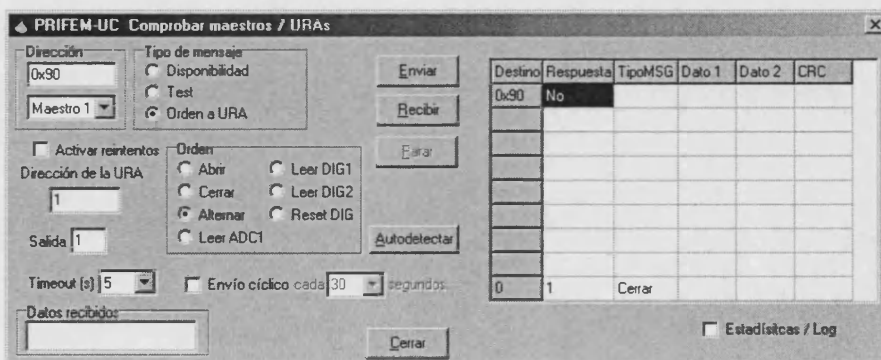 PRIFEM-UC Comprobar maestros / URAs
Dirección
0x90
Maestro 1
Tipo de mensaje
Disponibilidad
Test
Orden a URA
Enviar
Recibir
Parar
Activar reintentos
Dirección de la URA
1
Salida 1
Orden
Abrir
Cerrar
Alternar
Leer ADC1
Leer DIG1
Leer DIG2
Reset DIG
Autodetectar
Timeout (s) 5
Envío cíclico cada 30 segundos.
Datos recibidos
Cerrar
Destino Respuesta TipoMSG Dato 1 Dato 2 CRC
0x90 No
0 1 Cerrar
Estadísitcas / Log